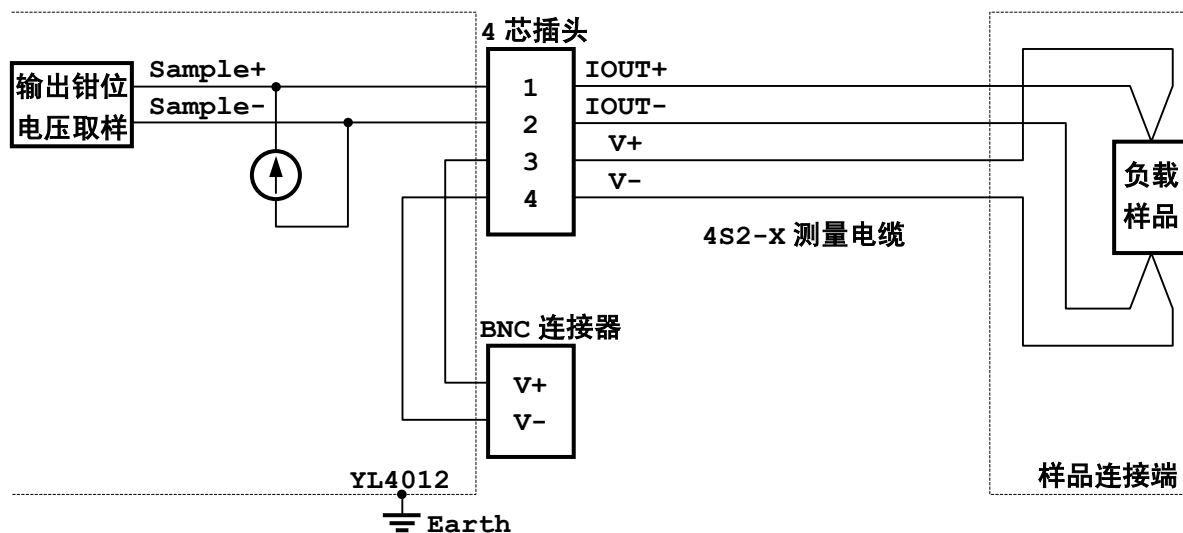 4 芯插头
输出钳位
电压取样
Sample+
Sample-
1
2
3
4
IOUT+
IOUT-
V+
V-
负载
样品
4S2-X 测量电缆
BNC 连接器
V+
V-
YL4012
Earth
样品连接端